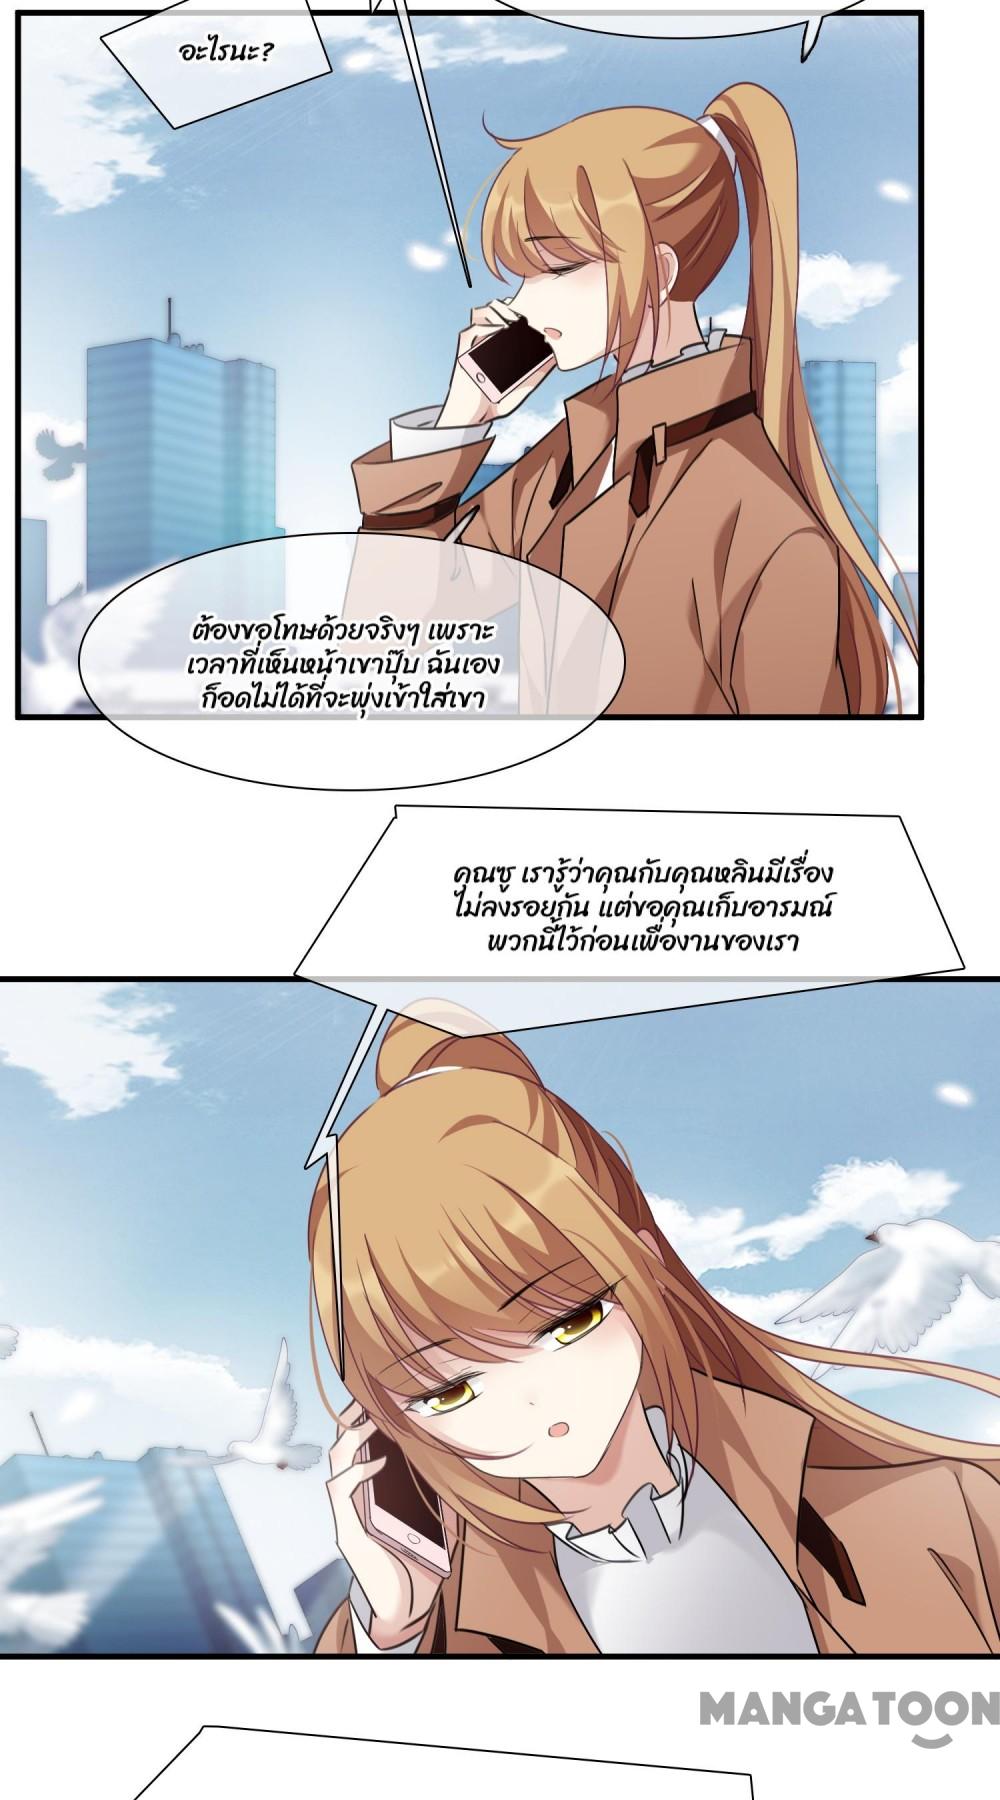 อะไรนะ?
ต้องขอโทษด้วยจริงๆ เพราะ
เวลาที่เห็นหน้าเขาปุ๊บ ฉันเอง
ก็อดไม่ได้ที่จะพุ่งเข้าใส่เขา
คุณซู เรารู้ว่าคุณกับคุณหลินมีเรื่อง
ไม่ลงรอยกัน แต่ขอคุณเก็บอารมณ์
พวกนี้ไว้ก่อนเพื่องานของเรา
MANGATOON